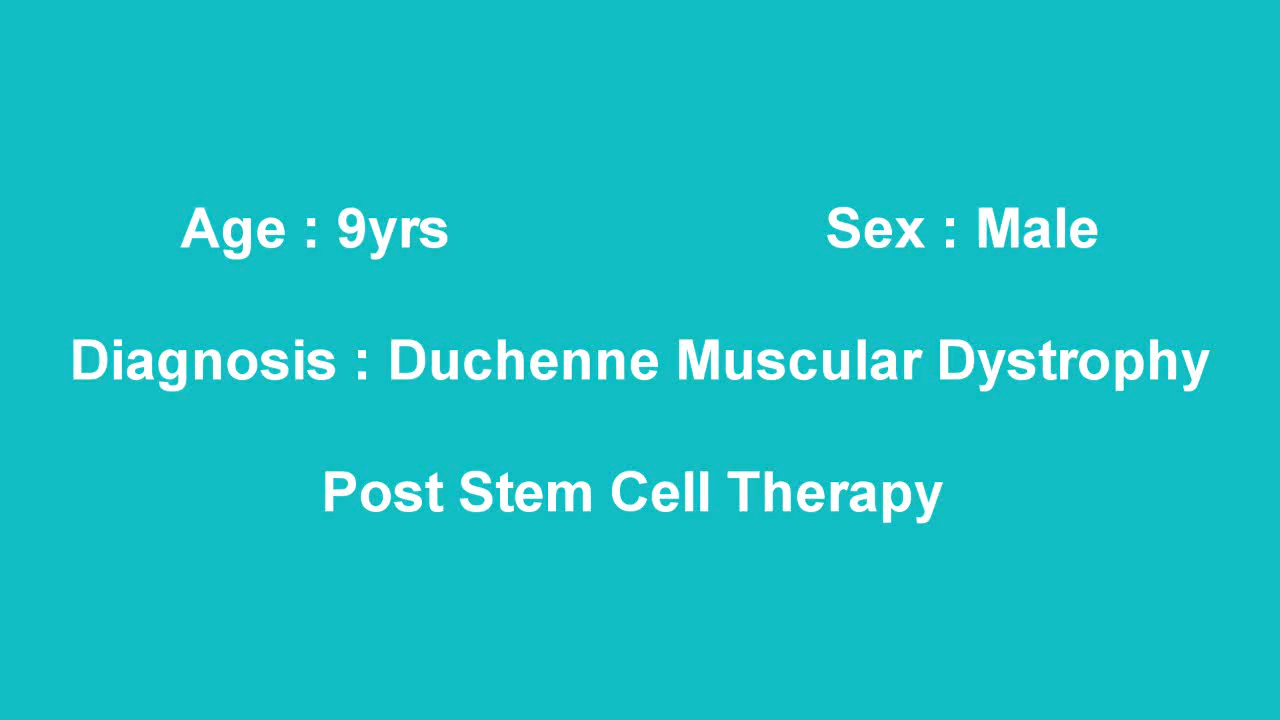 Age : 9yrs Sex : Male
Diagnosis : Duchenne Muscular Dystrophy
Post Stem Cell Therapy